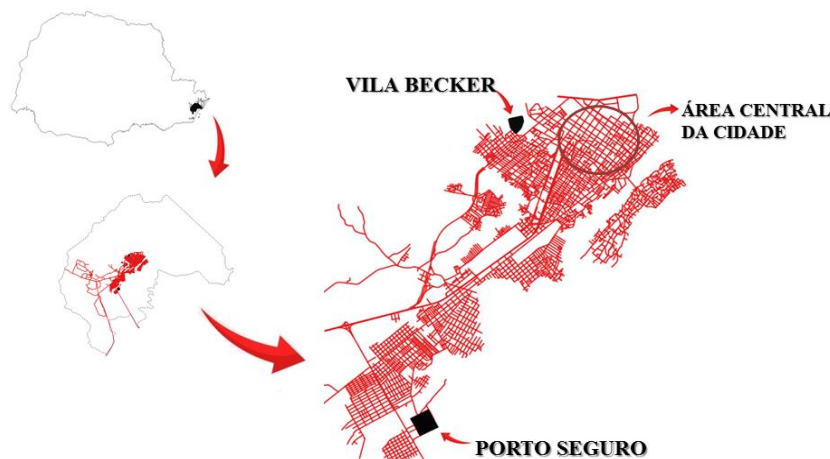 VILA BECKER
ÁREA CENTRAL
DA CIDADE
PORTO SEGURO